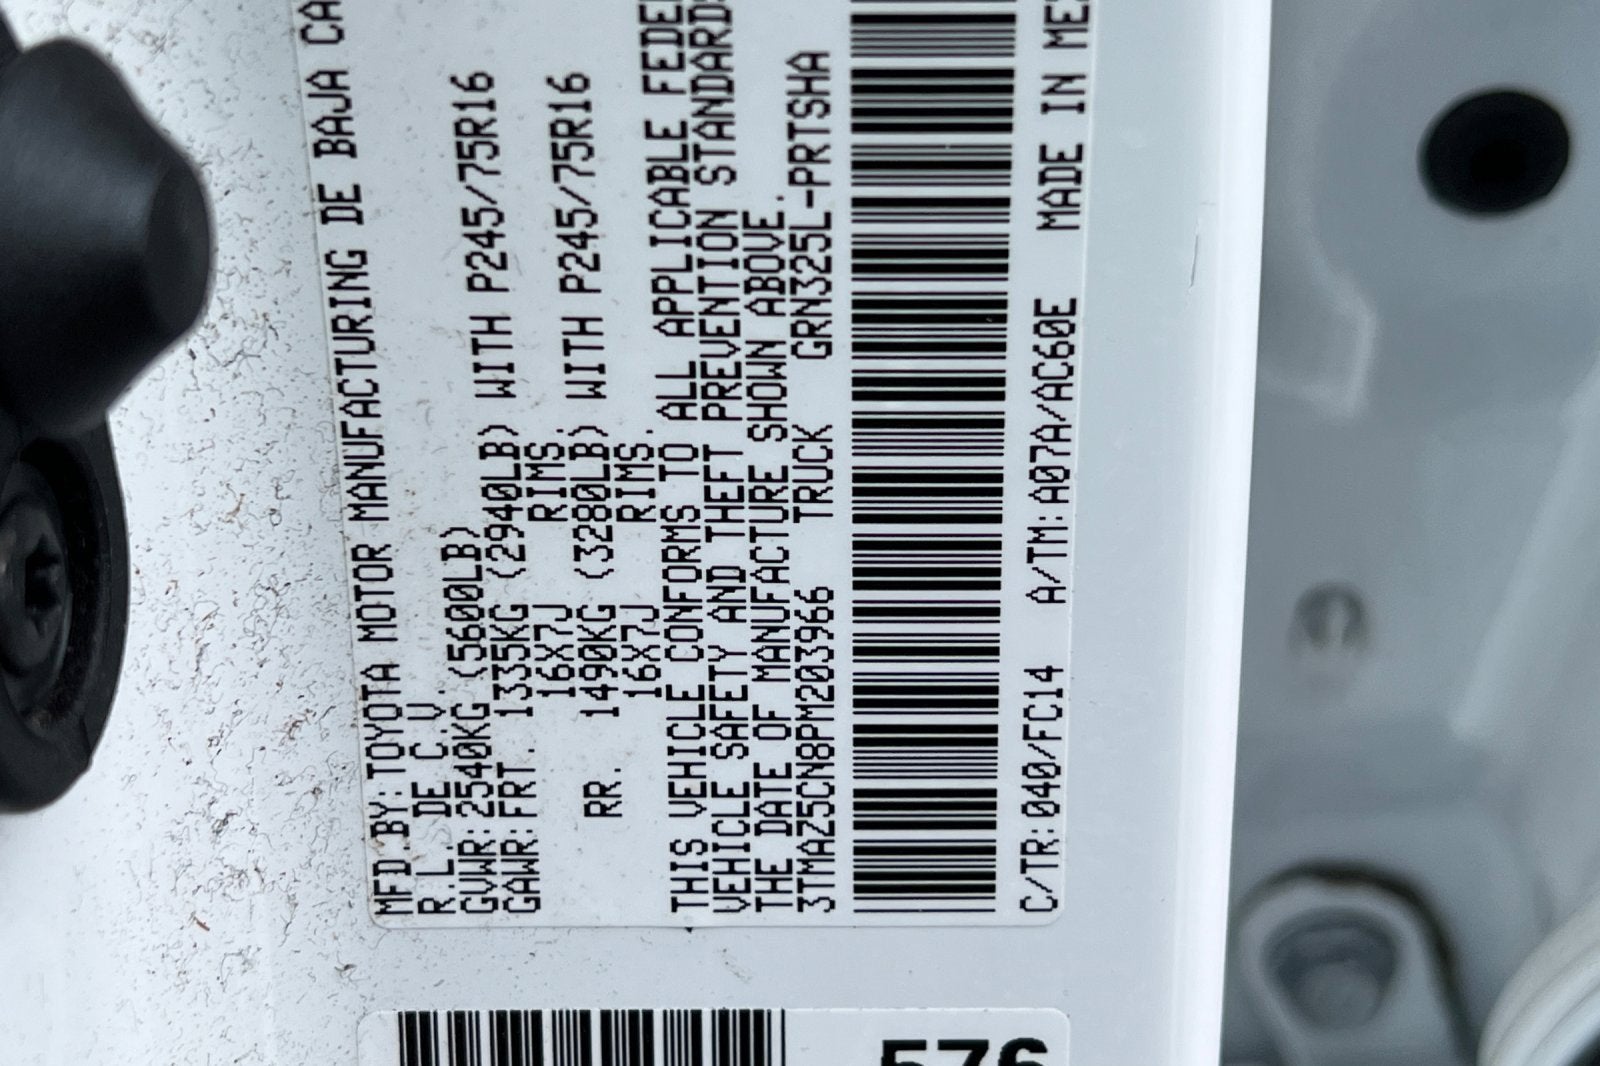 MFD.BY:TOYOTA MOTOR MANUFACTURING DE BAJA CA
R.L. DE C.V.
GVWR:2540KG (5600LB)
GAWR:FRT. 1335KG (2940LB) WITH P245/75R16
16X7J RIMS.
RR. 1490KG (3280LB) WITH P245/75R16
16X7J RIMS.
THIS VEHICLE CONFORMS TO ALL APPLICABLE FEDE
VEHICLE SAFETY AND THEFT PREVENTION STANDARD
THE DATE OF MANUFACTURE SHOWN ABOVE.
3TMAZ5CN8PM203966 TRUCK GRN325L-PRTSHA
C/TR:040/FC14 A/TM:A07A/AC60E MADE IN ME
576